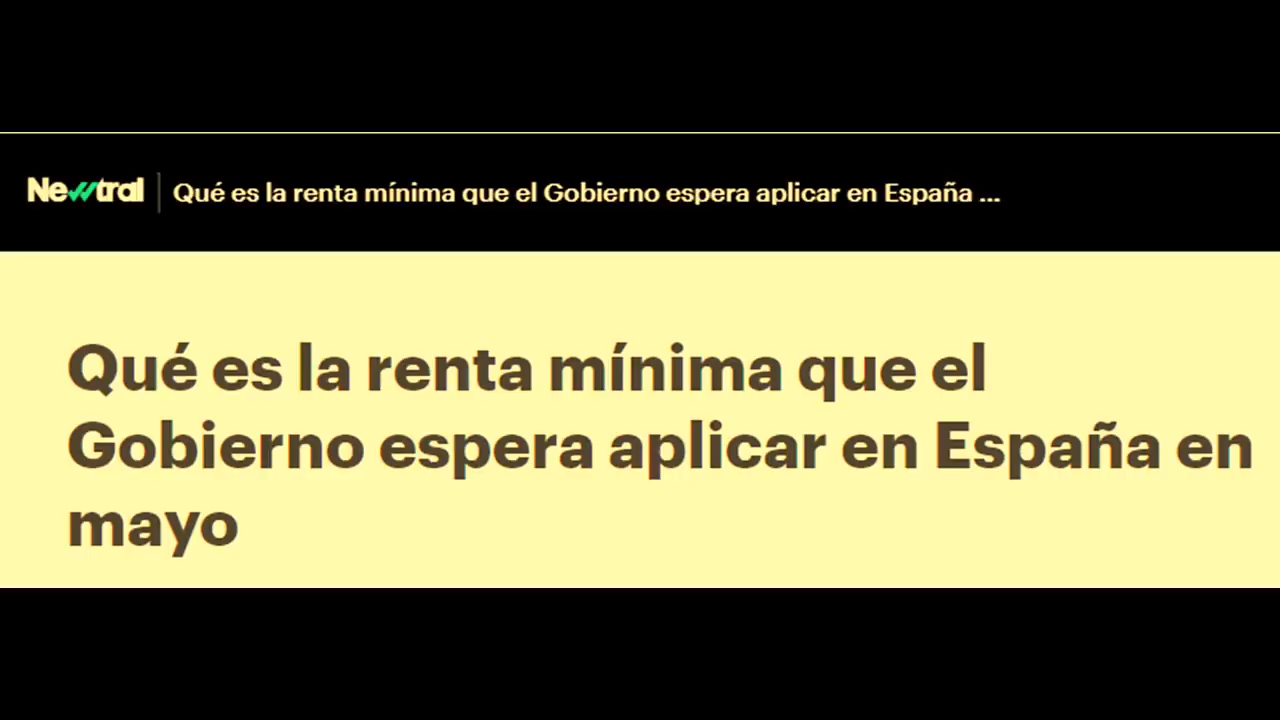 Newtral Qué es la renta mínima que el Gobierno espera aplicar en España ...
Qué es la renta mínima que el
Gobierno espera aplicar en España en
mayo